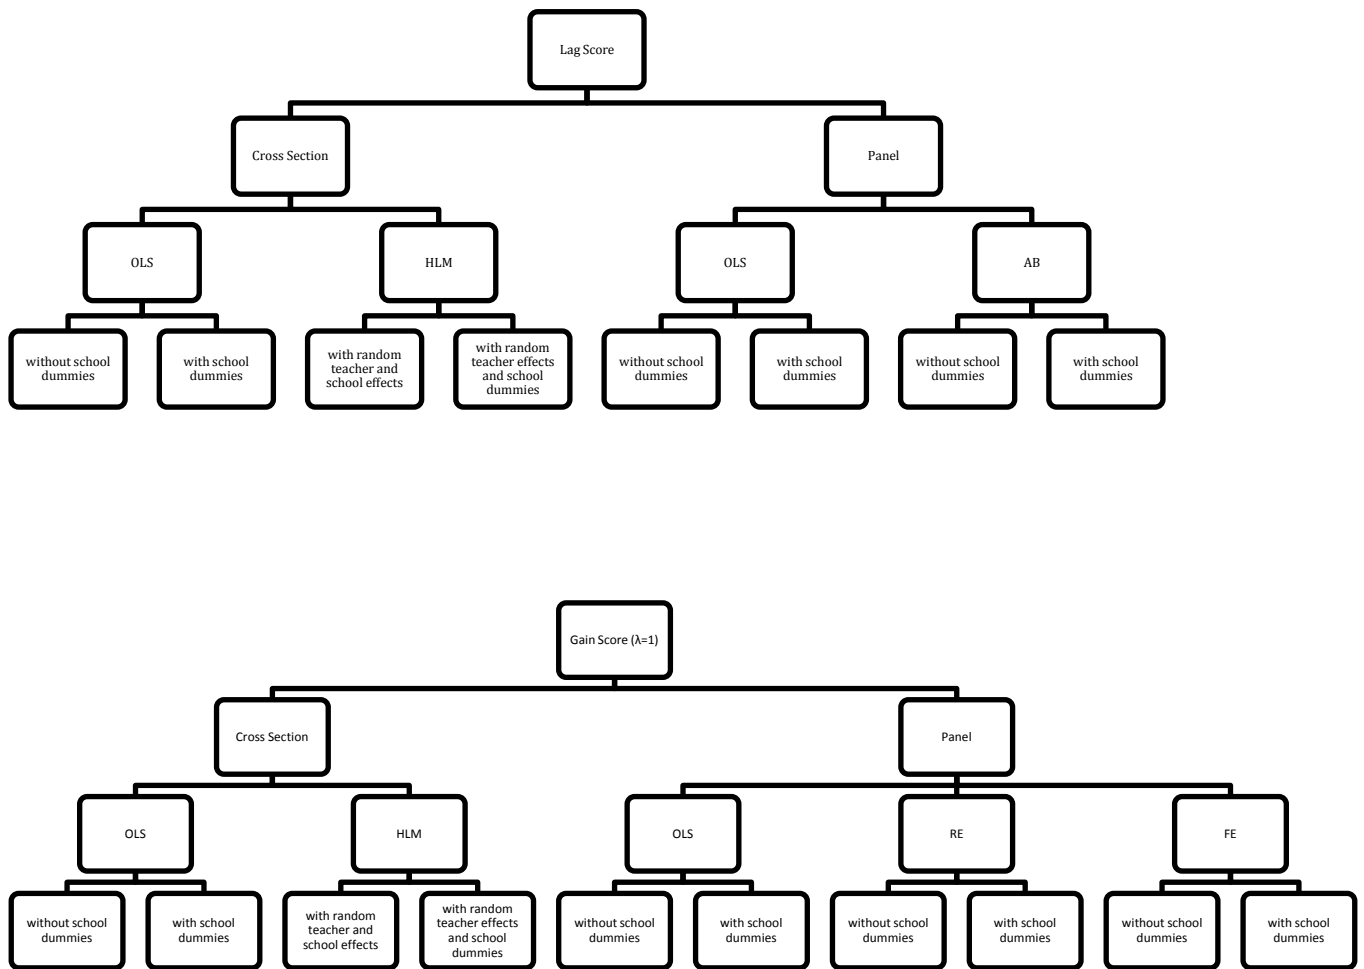 Lag Score
Cross Section
Panel
OLS
HLM
OLS
AB
without school
dummies
with school
dummies
with random
teacher and
school effects
with random
teacher effects
and school
dummies
without school
dummies
with school
dummies
without school
dummies
with school
dummies
Gain Score (λ=1)
Cross Section
Panel
OLS
HLM
OLS
RE
FE
without school
dummies
with school
dummies
with random
teacher and
school effects
with random
teacher effects
and school
dummies
without school
dummies
with school
dummies
without school
dummies
with school
dummies
without school
dummies
with school
dummies